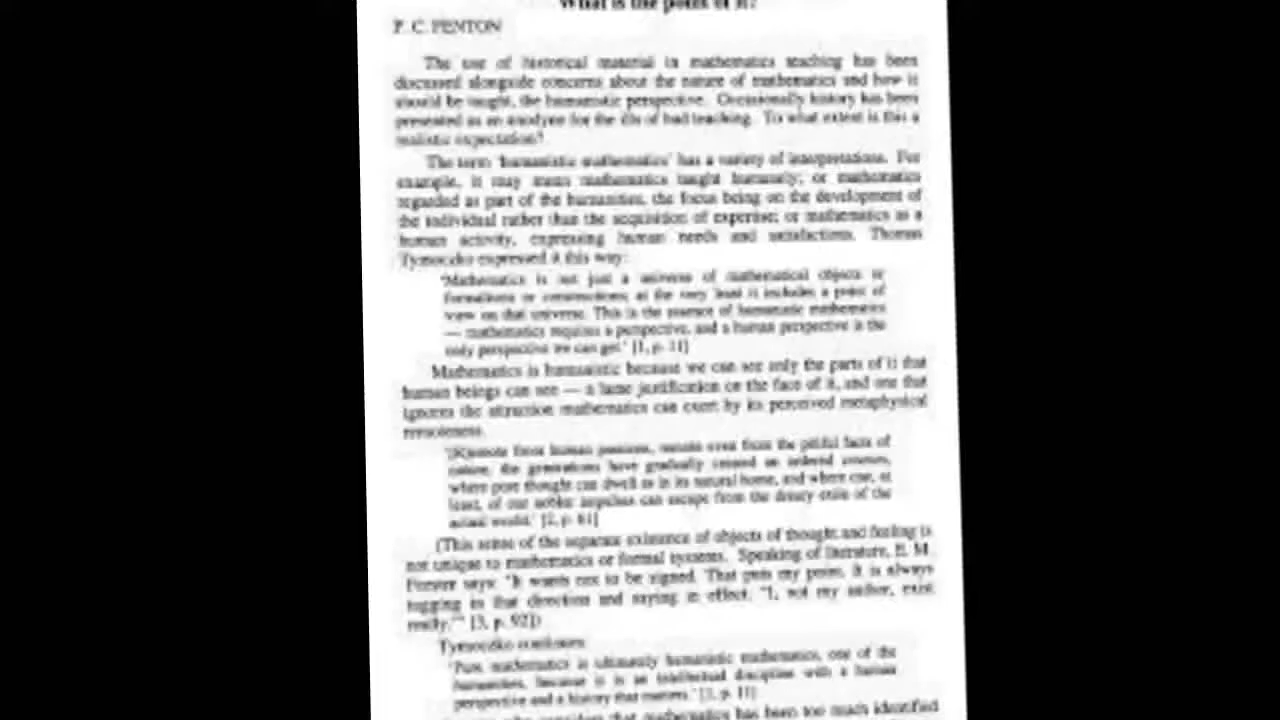 What is the point of it?
P. C. FENTON
The use of historical material in mathematics teaching has been
discussed alongside concerns about the nature of mathematics and how it
should be taught, the humanistic perspective. Occasionally history has been
presented as an anodyne for the ills of bad teaching. To what extent is this a
realistic expectation?
The term 'humanistic mathematics' has a variety of interpretations. For
example, it may mean mathematics taught humanely; or mathematics
regarded as part of the humanities, the focus being on the development of
the individual rather than the acquisition of expertise; or mathematics as a
human activity, expressing human needs and satisfactions. Thomas
Tymoczko expressed it this way:
'Mathematics is not just a universe of mathematical objects or
formalisms or constructions; at the very least it includes a point of
view on that universe. This is the essence of humanistic mathematics
— mathematics requires a perspective, and a human perspective is the
only perspective we can get.' [1, p. 11]
Mathematics is humanistic because we can see only the parts of it that
human beings can see — a lame justification on the face of it, and one that
ignores the attraction mathematics can exert by its perceived metaphysical
remoteness.
'[R]emote from human passions, remote even from the pitiful facts of
nature, the generations have gradually created an ordered cosmos,
where pure thought can dwell as in its natural home, and where one, at
least, of our nobler impulses can escape from the dreary exile of the
actual world.' [2, p. 61]
(This sense of the separate existence of objects of thought and feeling is
not unique to mathematics or formal systems. Speaking of literature, E. M.
Forster says: "It wants not to be signed. That puts my point. It is always
tugging in that direction and saying in effect: "I, not my author, exist
really."" [3, p. 92])
Tymoczko continues:
'Pure mathematics is ultimately humanistic mathematics, one of the
humanities, because it is an intellectual discipline with a human
perspective and a history that matters.' [1, p. 11]
who considers that mathematics has been too much identified